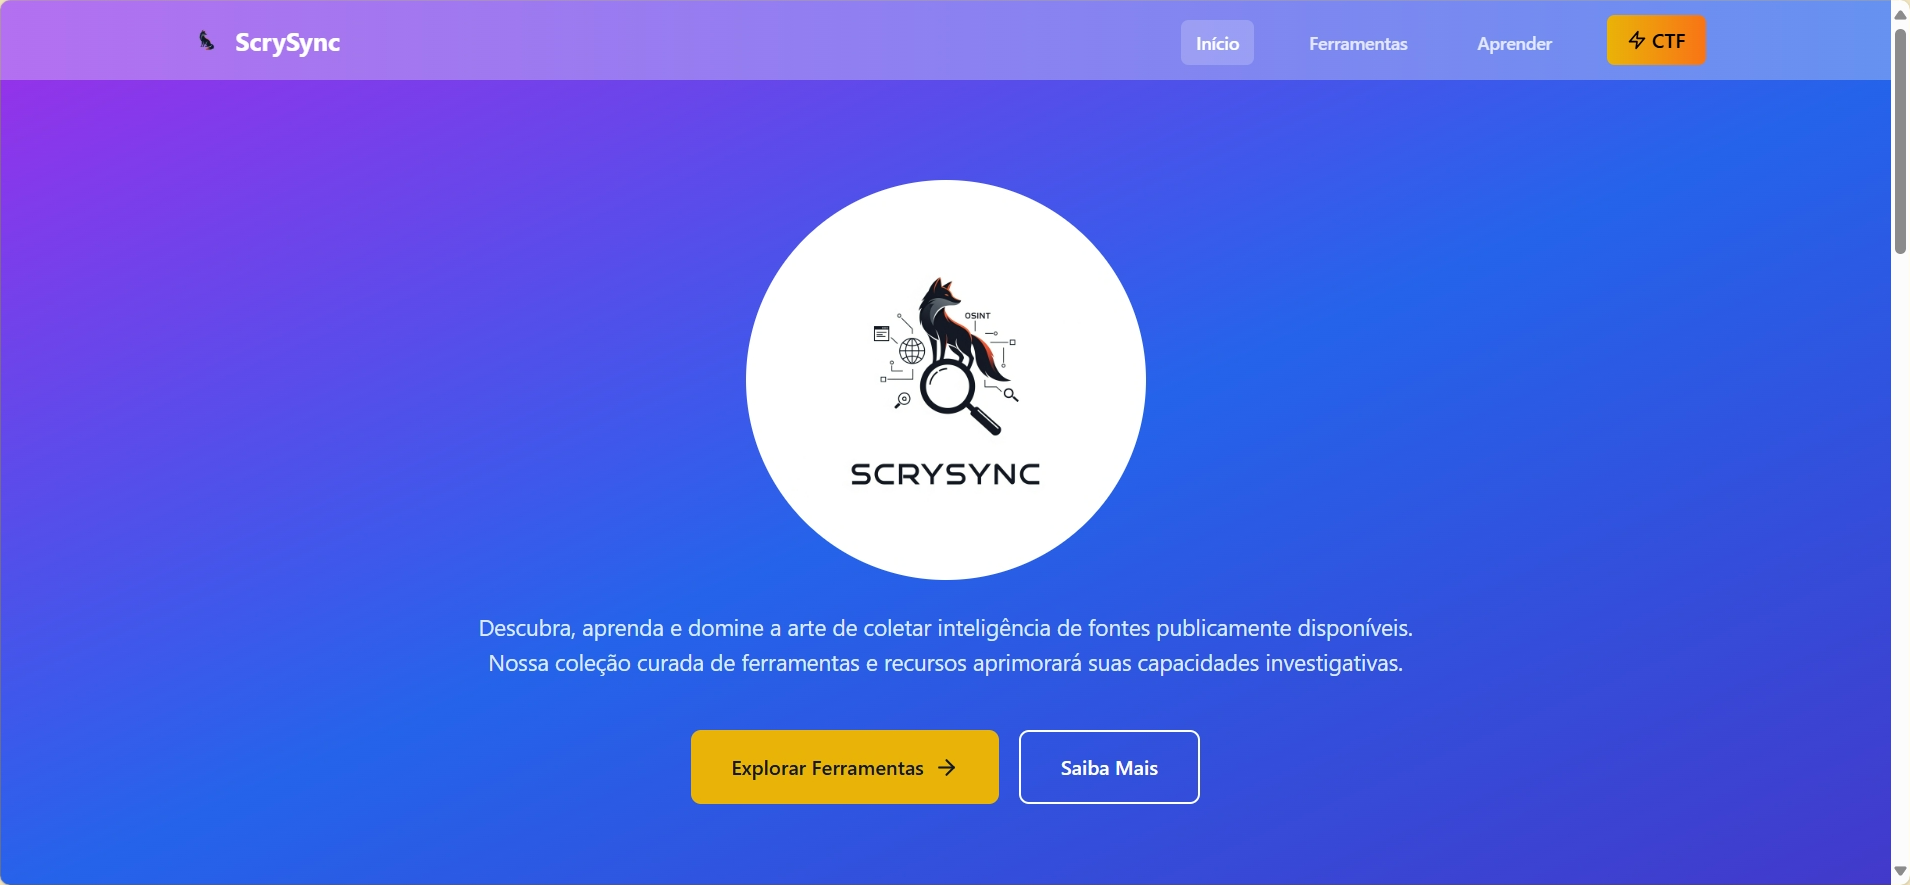 ScrySync
Início
Ferramentas
Aprender
CTF
OSINT
SCRYSYNC
Descubra, aprenda e domine a arte de coletar inteligência de fontes publicamente disponíveis.
Nossa coleção curada de ferramentas e recursos aprimorará suas capacidades investigativas.
Explorar Ferramentas
Saiba Mais